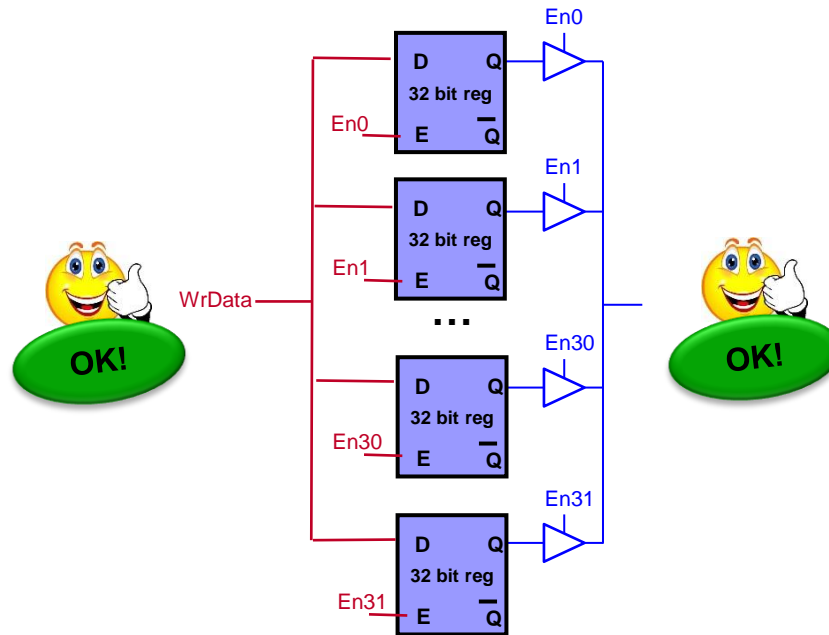 En0
D Q
32 bit reg
En0
E Q
En1
D Q
32 bit reg
En1
E Q
WrData
...
OK!
OK!
En30
D Q
32 bit reg
En30
E Q
En31
D Q
32 bit reg
En31
E Q